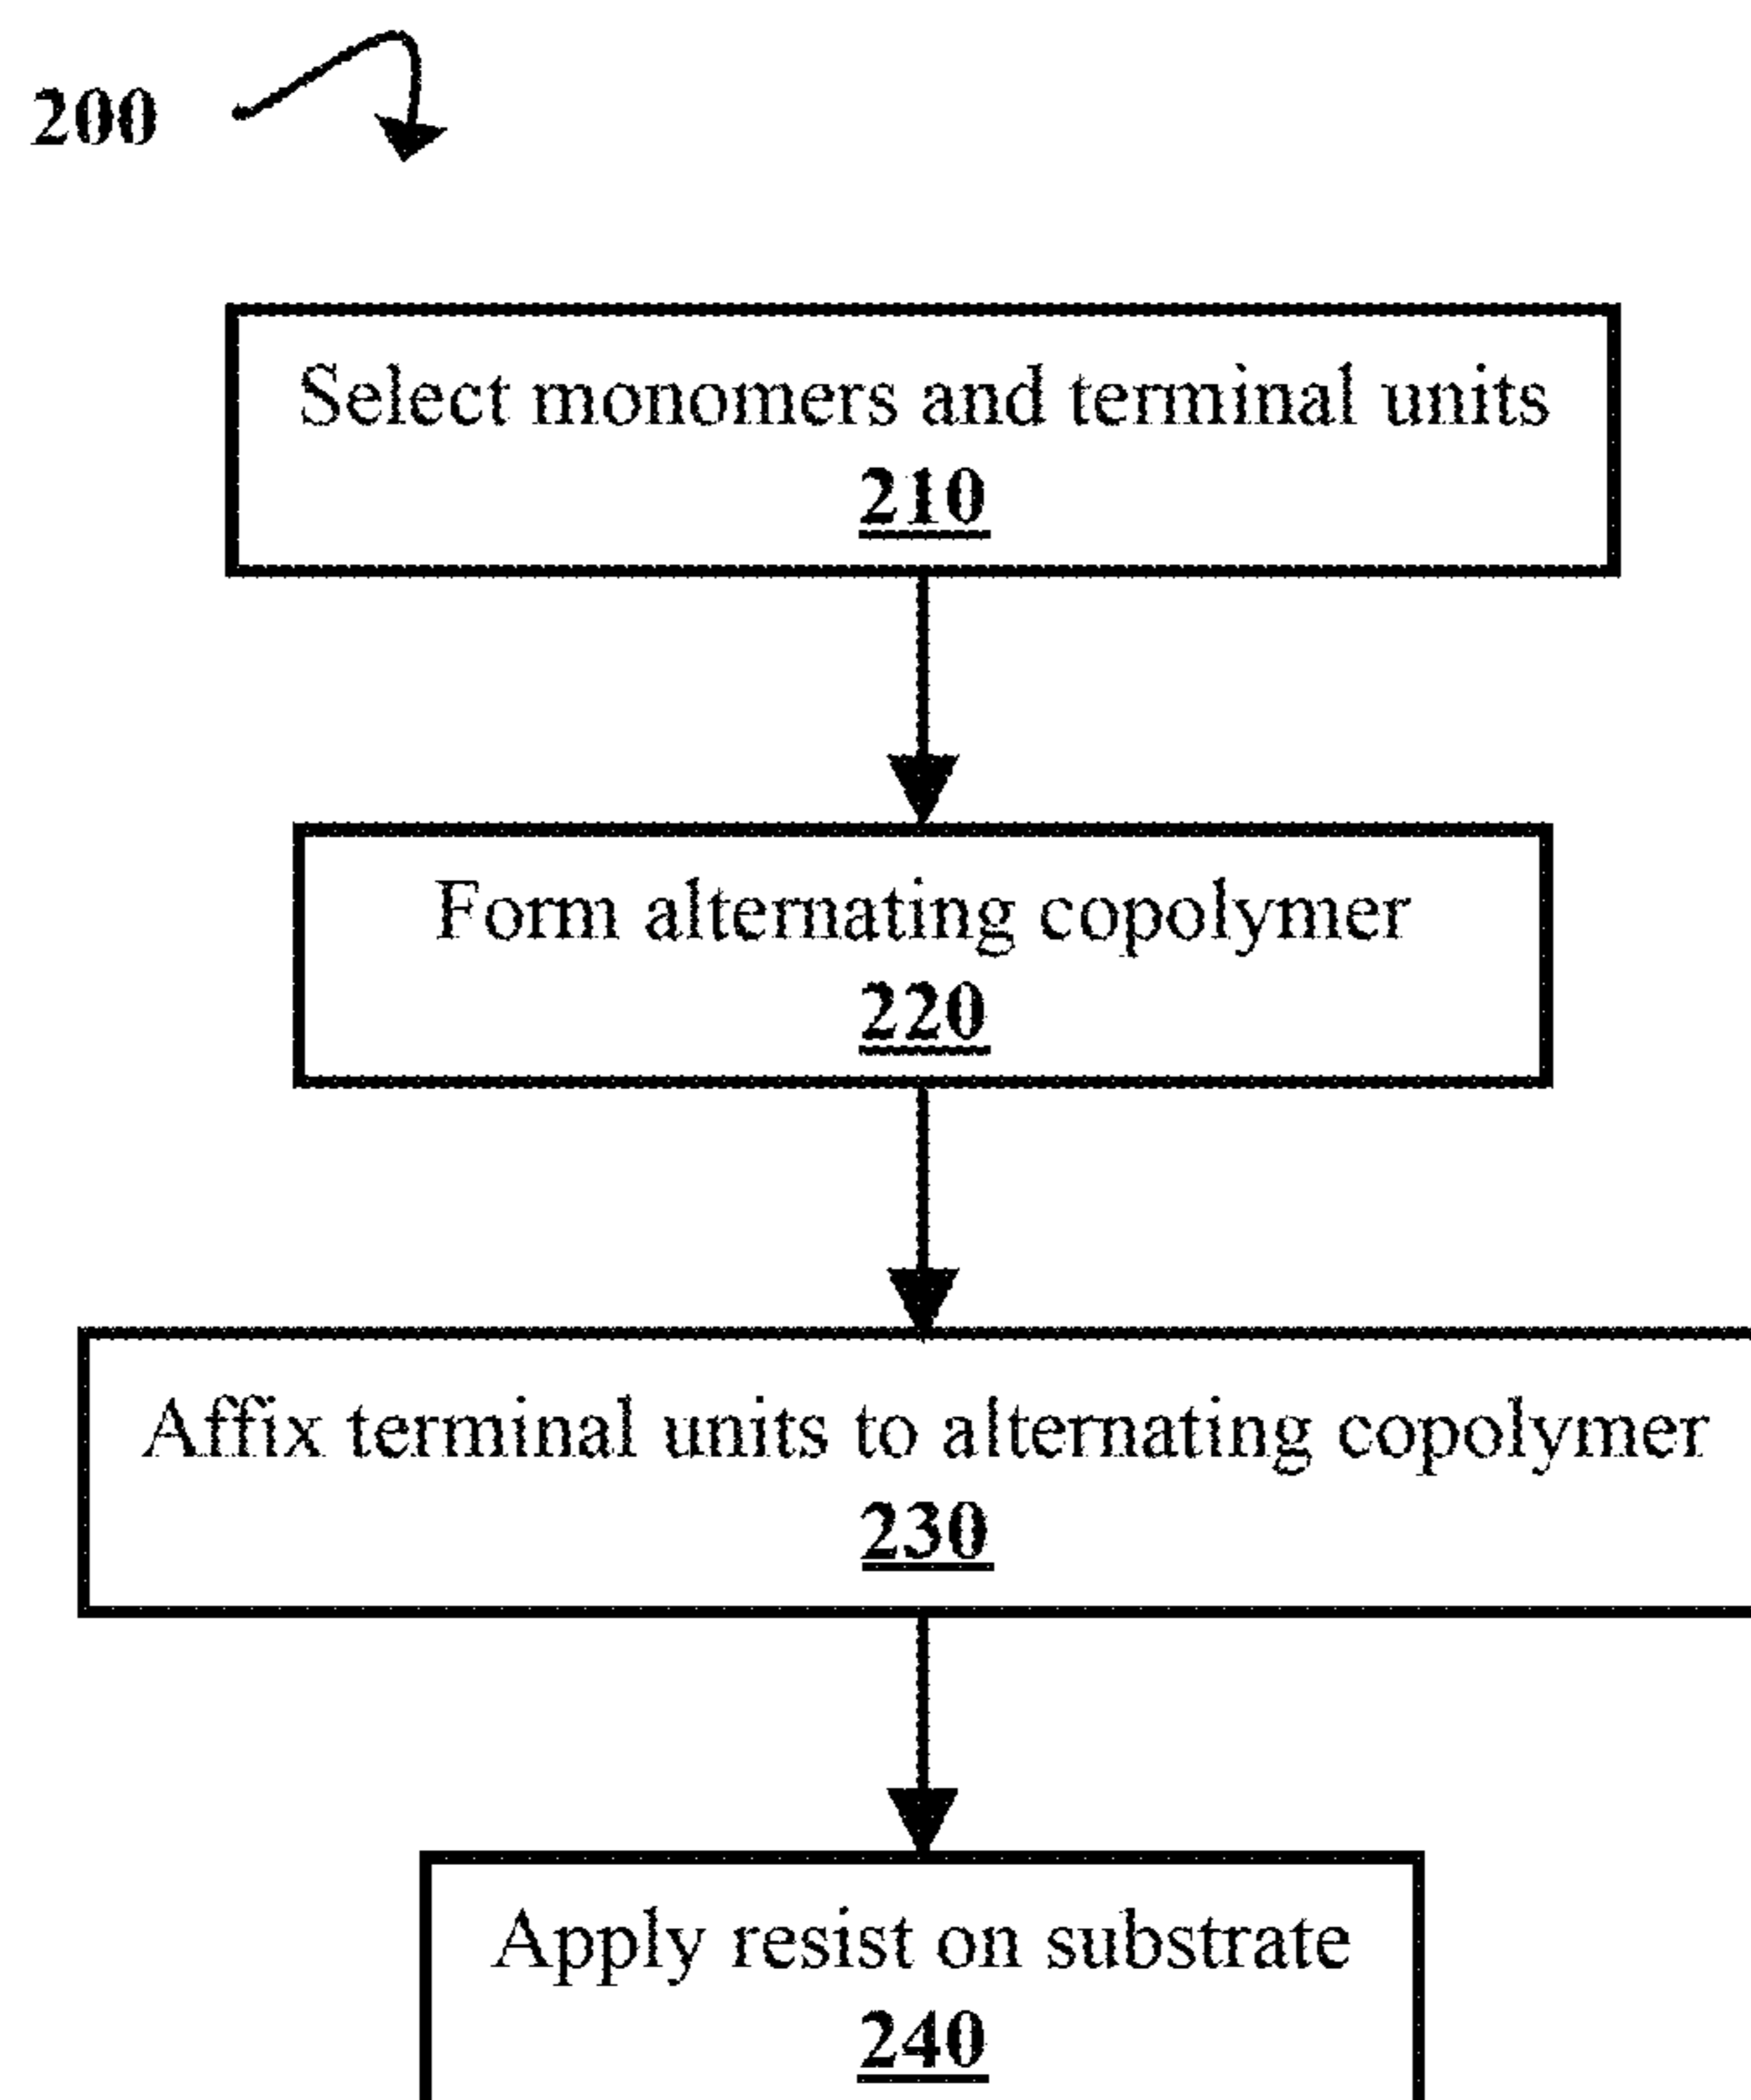 200
Select monomers and terminal units
210
Form alternating copolymer
220
Affix terminal units to alternating copolymer
230
Apply resist on substrate
240